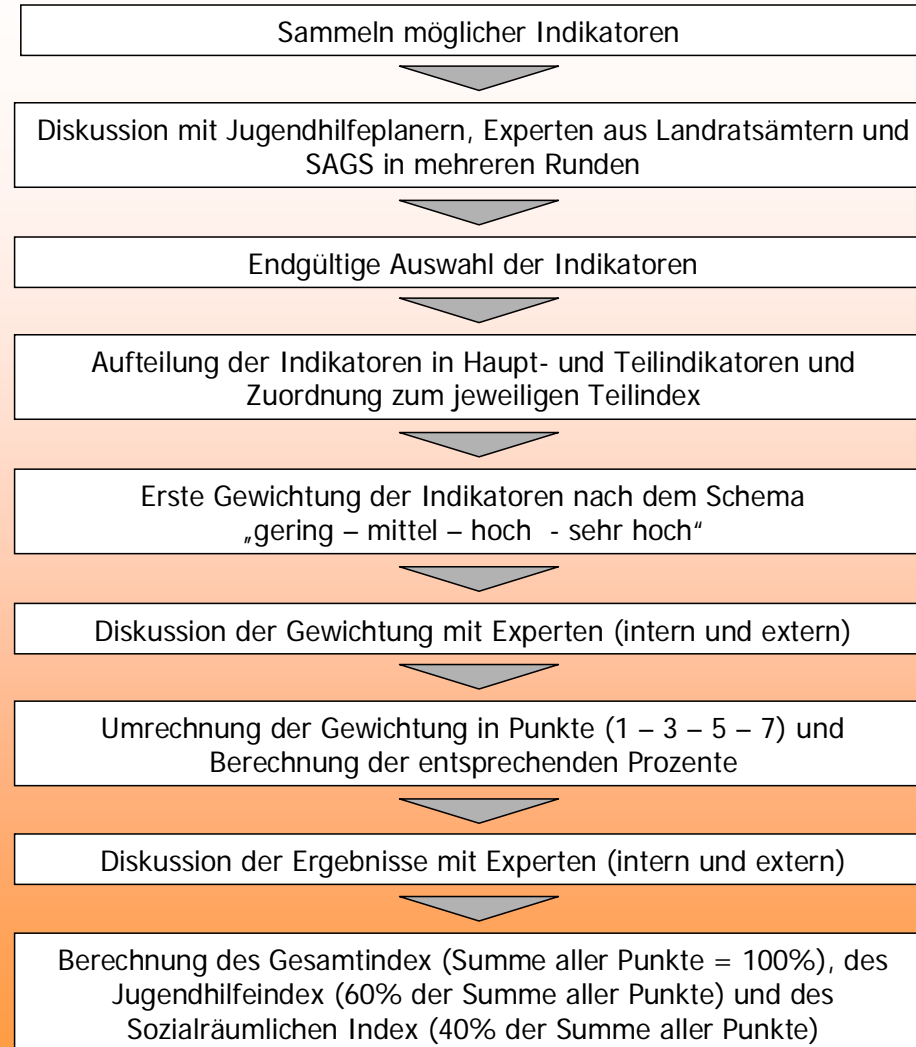 Sammeln möglicher Indikatoren
Diskussion mit Jugendhilfeplanern, Experten aus Landratsämtern und
SAGS in mehreren Runden
Endgültige Auswahl der Indikatoren
Aufteilung der Indikatoren in Haupt- und Teilindikatoren und
Zuordnung zum jeweiligen Teilindex
Erste Gewichtung der Indikatoren nach dem Schema
„gering – mittel – hoch - sehr hoch“
Diskussion der Gewichtung mit Experten (intern und extern)
Umrechnung der Gewichtung in Punkte (1 – 3 – 5 – 7) und
Berechnung der entsprechenden Prozente
Diskussion der Ergebnisse mit Experten (intern und extern)
Berechnung des Gesamtindex (Summe aller Punkte = 100%), des
Jugendhilfeindex (60% der Summe aller Punkte) und des
Sozialräumlichen Index (40% der Summe aller Punkte)